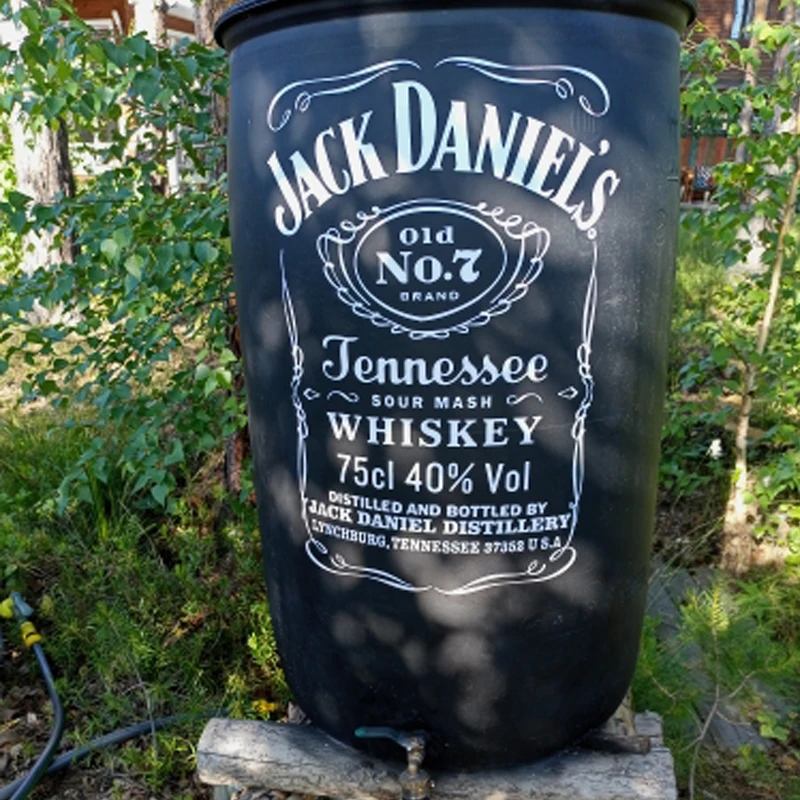 JACK DANIEL'S
Old
No.7
BRAND
Tennessee
SOUR MASH
WHISKEY
75cl 40% Vol
DISTILLED AND BOTTLED BY
JACK DANIEL DISTILLERY
LYNCHBURG, TENNESSEE 37352 U S.A